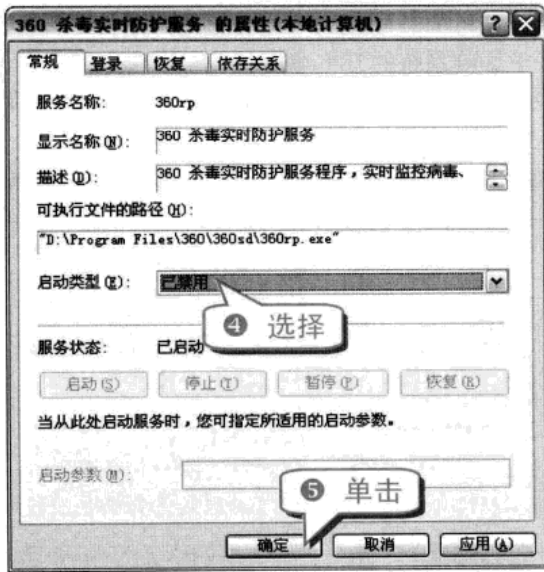 360 杀毒实时防护服务 的属性(本地计算机)
常规 登录 恢复 依存关系
服务名称: 360rp
显示名称(N): 360 杀毒实时防护服务
描述(D): 360 杀毒实时防护服务程序，实时监控病毒、
可执行文件的路径(H):
"D:\Program Files\360\360sd\360rp.exe"
启动类型(E): 已禁用
❹ 选择
服务状态: 已启动
启动(S) 停止(T) 暂停(P) 恢复(R)
当从此处启动服务时，您可指定所适用的启动参数。
启动参数(M):
❺ 单击
确定 取消 应用(A)